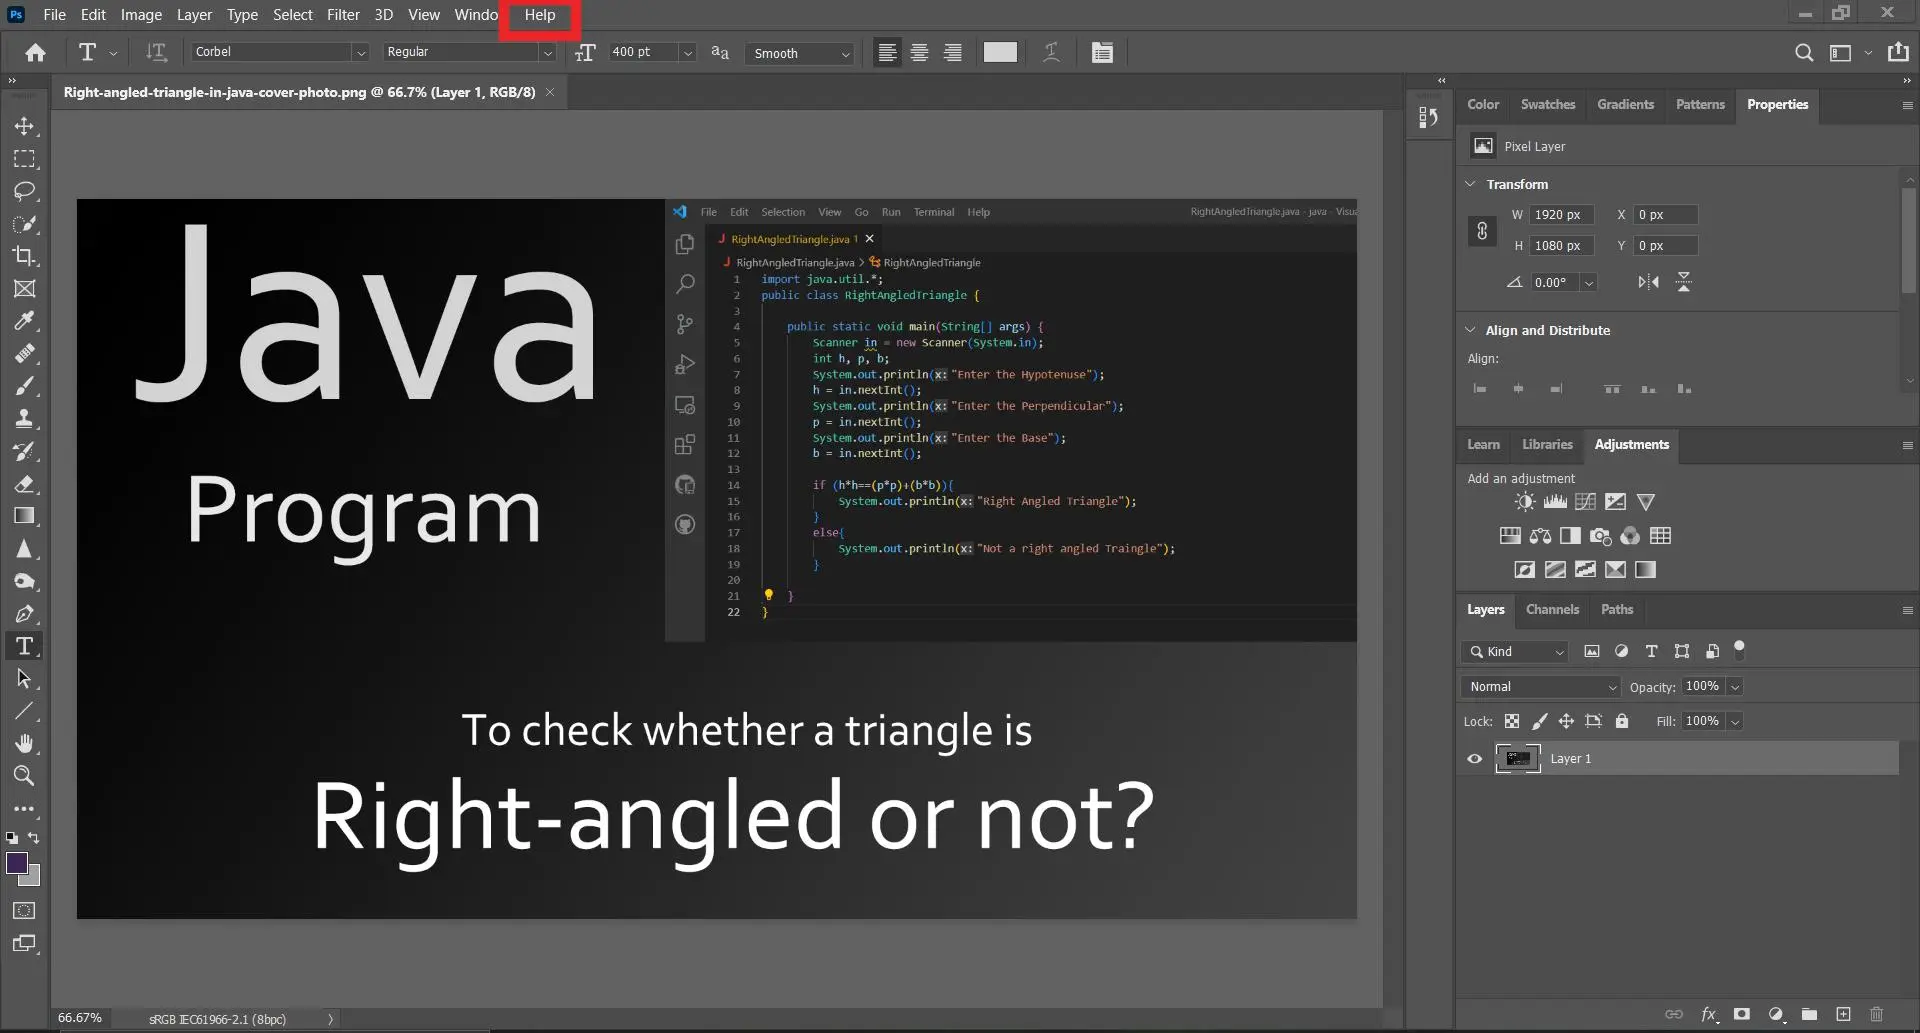 Ps File Edit Image Layer Type Select Filter 3D View Windo Help
T Corbel Regular 400 pt aa Smooth
Right-angled-triangle-in-java-cover-photo.png @ 66.7% (Layer 1, RGB/8)
Java
Program
File Edit Selection View Go Run Terminal Help RightAngledTriangle.java - java - Visua
RightAngledTriangle.java 1
RightAngledTriangle.java > RightAngledTriangle
1 import java.util.*;
2 public class RightAngledTriangle {
3
4 public static void main(String[] args) {
5 Scanner in = new Scanner(System.in);
6 int h, p, b;
7 System.out.println(x: "Enter the Hypotenuse");
8 h = in.nextInt();
9 System.out.println(x: "Enter the Perpendicular");
10 p = in.nextInt();
11 System.out.println(x: "Enter the Base");
12 b = in.nextInt();
13
14 if (h*h==(p*p)+(b*b)){
15 System.out.println(x: "Right Angled Triangle");
16 }
17 else{
18 System.out.println(x: "Not a right angled Traingle");
19 }
20
21 }
22 }
To check whether a triangle is
Right-angled or not?
66.67% sRGB IEC61966-2.1 (8bpc)
Color Swatches Gradients Patterns Properties
Pixel Layer
Transform
W 1920 px X 0 px
H 1080 px Y 0 px
0.00°
Align and Distribute
Align:
Learn Libraries Adjustments
Add an adjustment
Layers Channels Paths
Kind
Normal Opacity: 100%
Lock: Fill: 100%
Layer 1
fx